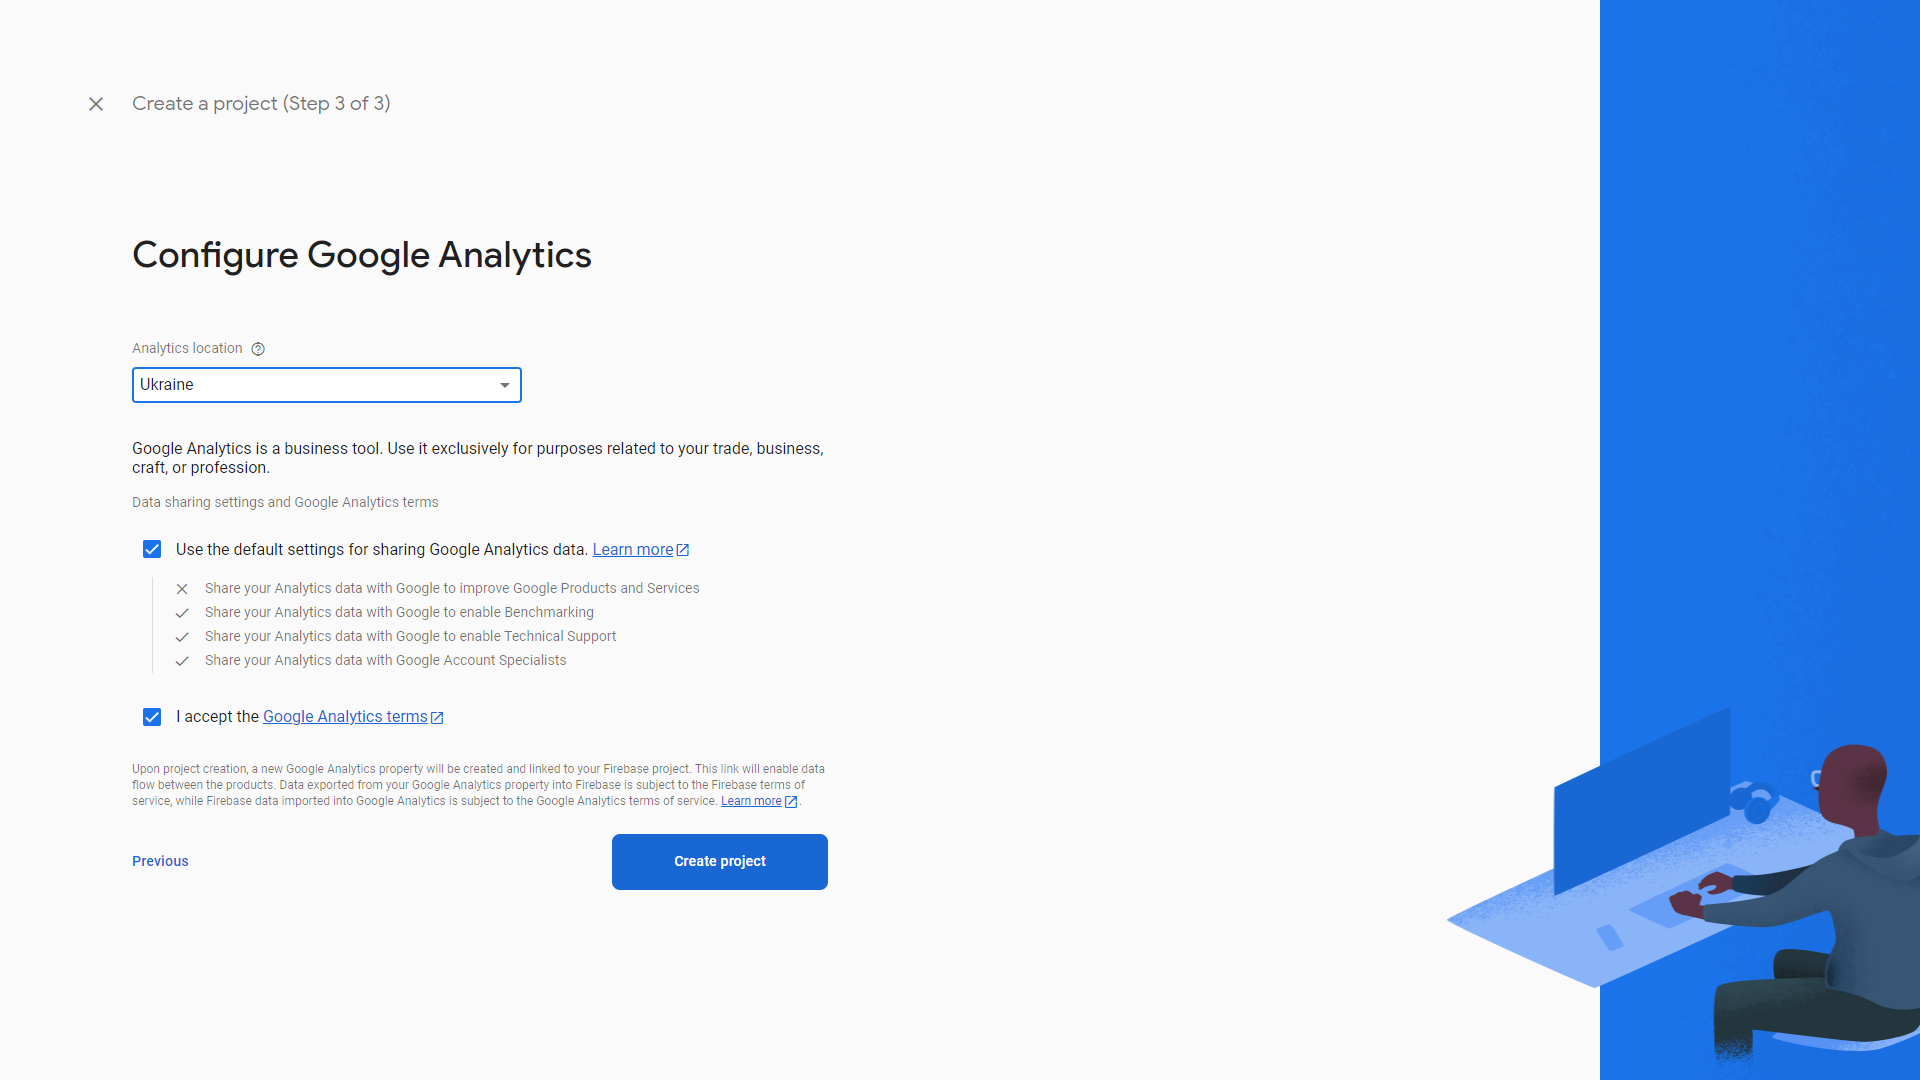 Create a project (Step 3 of 3)
Configure Google Analytics
Analytics location
Ukraine
Google Analytics is a business tool. Use it exclusively for purposes related to your trade, business,
craft, or profession.
Data sharing settings and Google Analytics terms
Use the default settings for sharing Google Analytics data. Learn more
Share your Analytics data with Google to improve Google Products and Services
Share your Analytics data with Google to enable Benchmarking
Share your Analytics data with Google to enable Technical Support
Share your Analytics data with Google Account Specialists
I accept the Google Analytics terms
Upon project creation, a new Google Analytics property will be created and linked to your Firebase project. This link will enable data
flow between the products. Data exported from your Google Analytics property into Firebase is subject to the Firebase terms of
service, while Firebase data imported into Google Analytics is subject to the Google Analytics terms of service. Learn more .
Previous
Create project